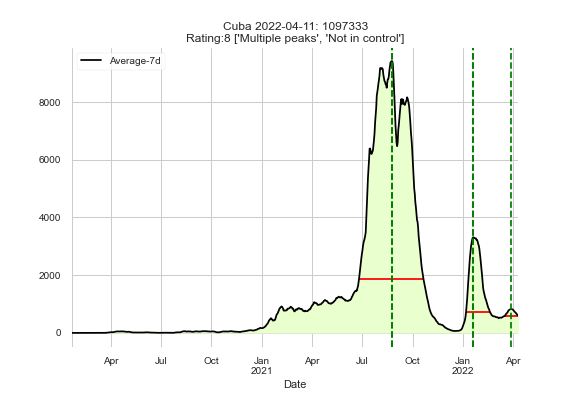 Cuba 2022-04-11: 1097333
Rating:8 ['Multiple peaks', 'Not in control']
Average-7d
8000
6000
4000
2000
0
Apr Jul Oct Jan Apr Jul Oct Jan Apr
2021 2022
Date